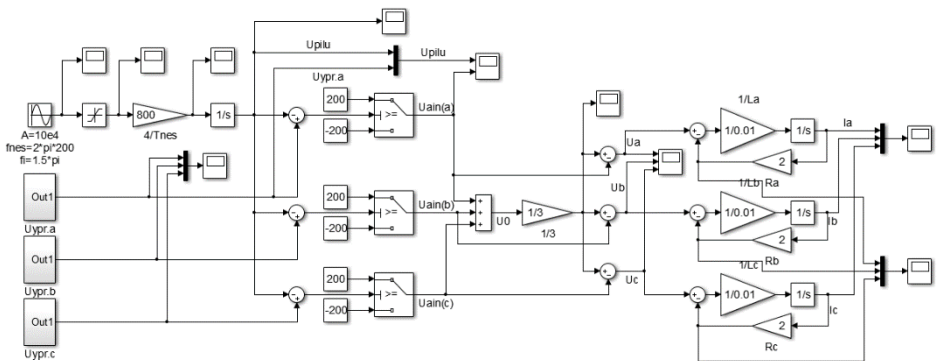 Upilu
Upilu
Uypr.a
1/La
200
Uain(a)
800
1/s
>=
-200
4/Tnes
A=10e4
fnes=2*pi*200
fi=1.5*pi
1/0.01
1/s
Ia
Ua
2
Ra
Out1
Uypr.a
Ub
1/Lb
200
Uain(b)
>=
-200
U0
1/3
1/3
1/0.01
1/s
Ib
2
Rb
Out1
Uypr.b
Uc
1/Lc
200
>=
-200
Uain(c)
1/0.01
1/s
Ic
2
Rc
Out1
Uypr.c